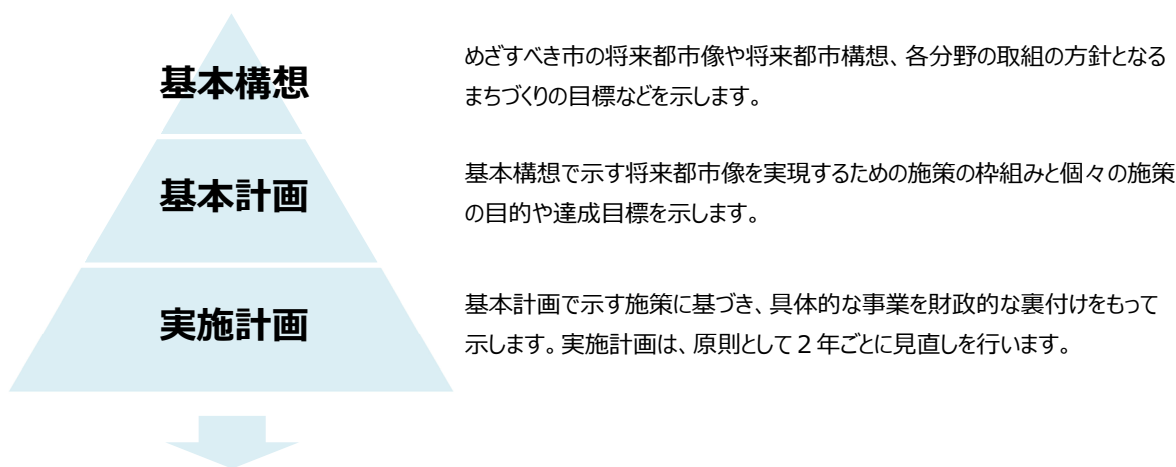 基本構想
めざすべき市の将来都市像や将来都市構想、各分野の取組の方針となる
まちづくりの目標などを示します。
基本計画
基本構想で示す将来都市像を実現するための施策の枠組みと個々の施策
の目的や達成目標を示します。
実施計画
基本計画で示す施策に基づき、具体的な事業を財政的な裏付けをもって
示します。実施計画は、原則として２年ごとに見直しを行います。